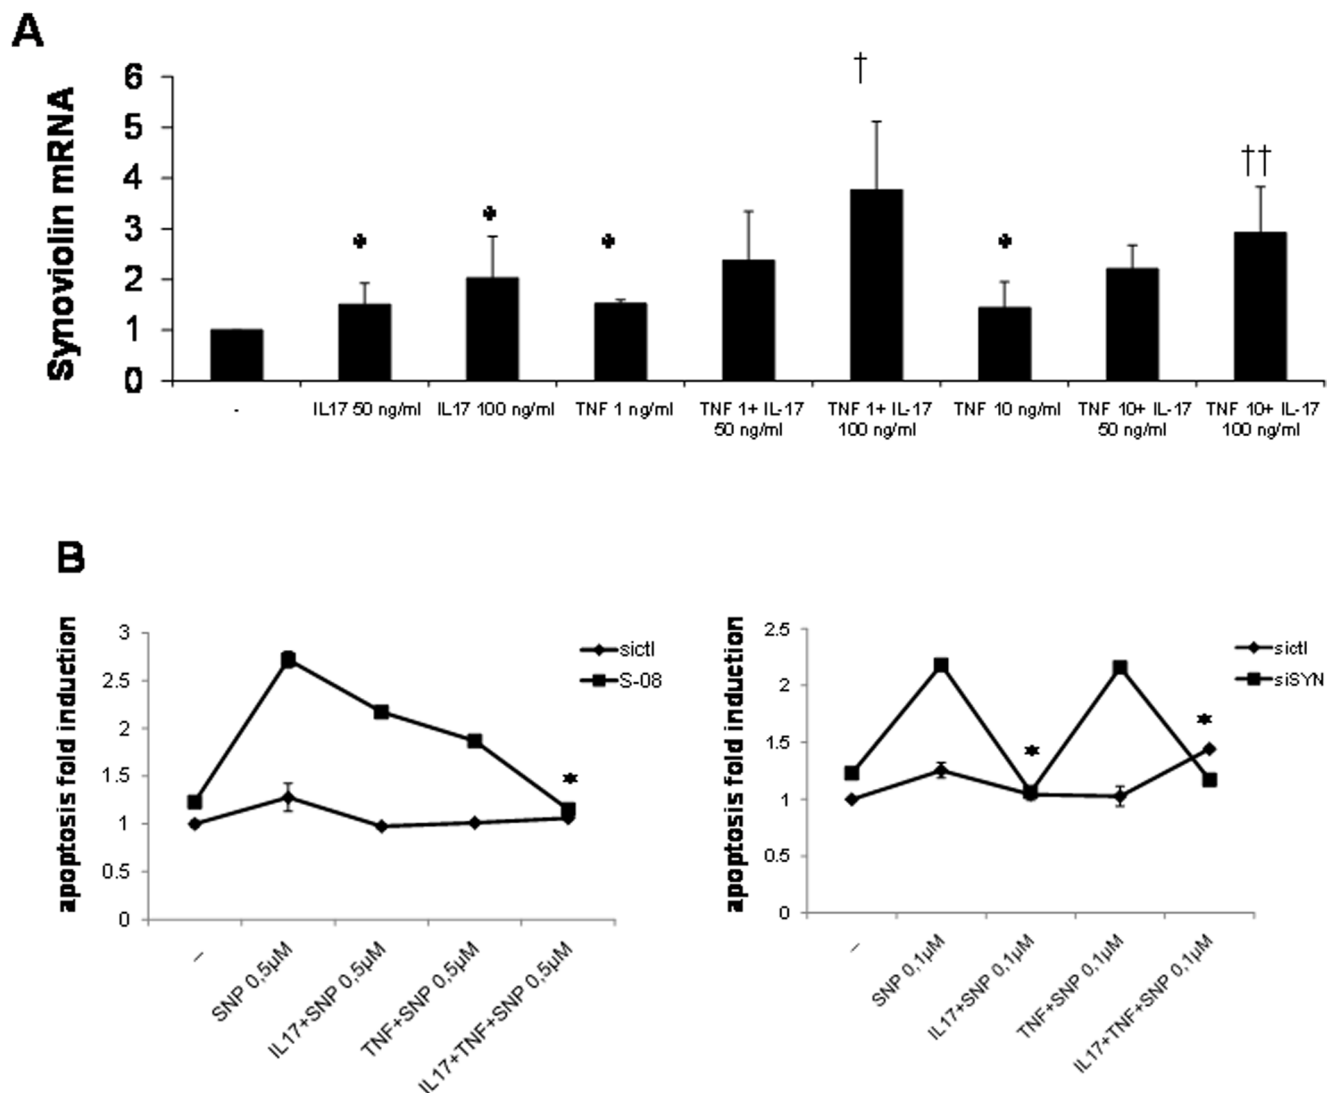 A
Synoviolin mRNA
6
5
4
3
2
1
0
†
††
*
*
*
*
-
IL17 50 ng/ml
IL17 100 ng/ml
TNF 1 ng/ml
TNF 1+ IL-17
50 ng/ml
TNF 1+ IL-17
100 ng/ml
TNF 10 ng/ml
TNF 10+ IL-17
50 ng/ml
TNF 10+ IL-17
100 ng/ml
B
apoptosis fold induction
3
2.5
2
1.5
1
0.5
0
sictl
S-08
*
–
SNP 0,5µM
IL17+SNP 0,5µM
TNF+SNP 0,5µM
IL17+TNF+SNP 0,5µM
apoptosis fold induction
2.5
2
1.5
1
0.5
0
sictl
siSYN
*
*
–
SNP 0,1µM
IL17+SNP 0,1µM
TNF+SNP 0,1µM
IL17+TNF+SNP 0,1µM